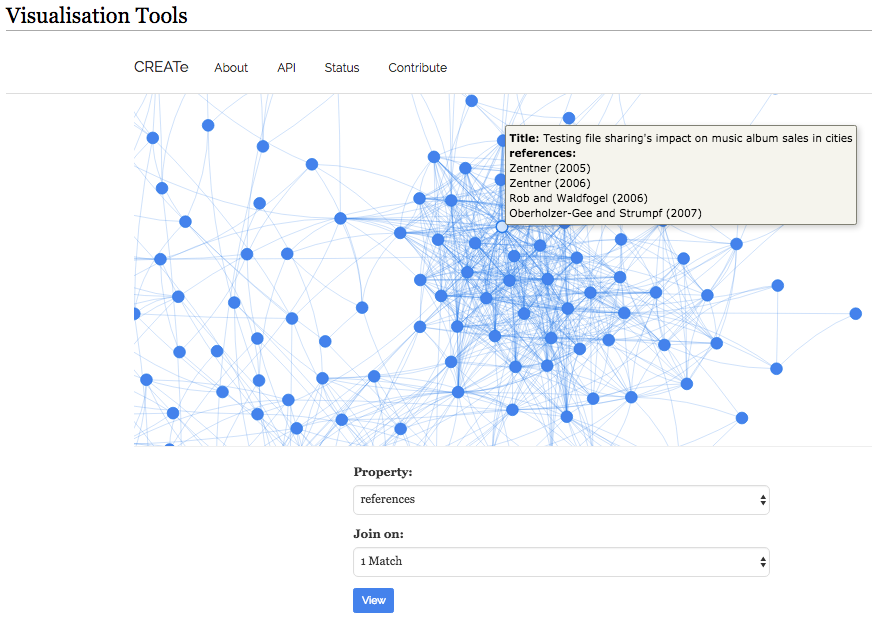 Visualisation Tools
CREATe About API Status Contribute
Title: Testing file sharing's impact on music album sales in cities
references:
Zentner (2005)
Zentner (2006)
Rob and Waldfogel (2006)
Oberholzer-Gee and Strumpf (2007)
Property:
references
Join on:
1 Match
View